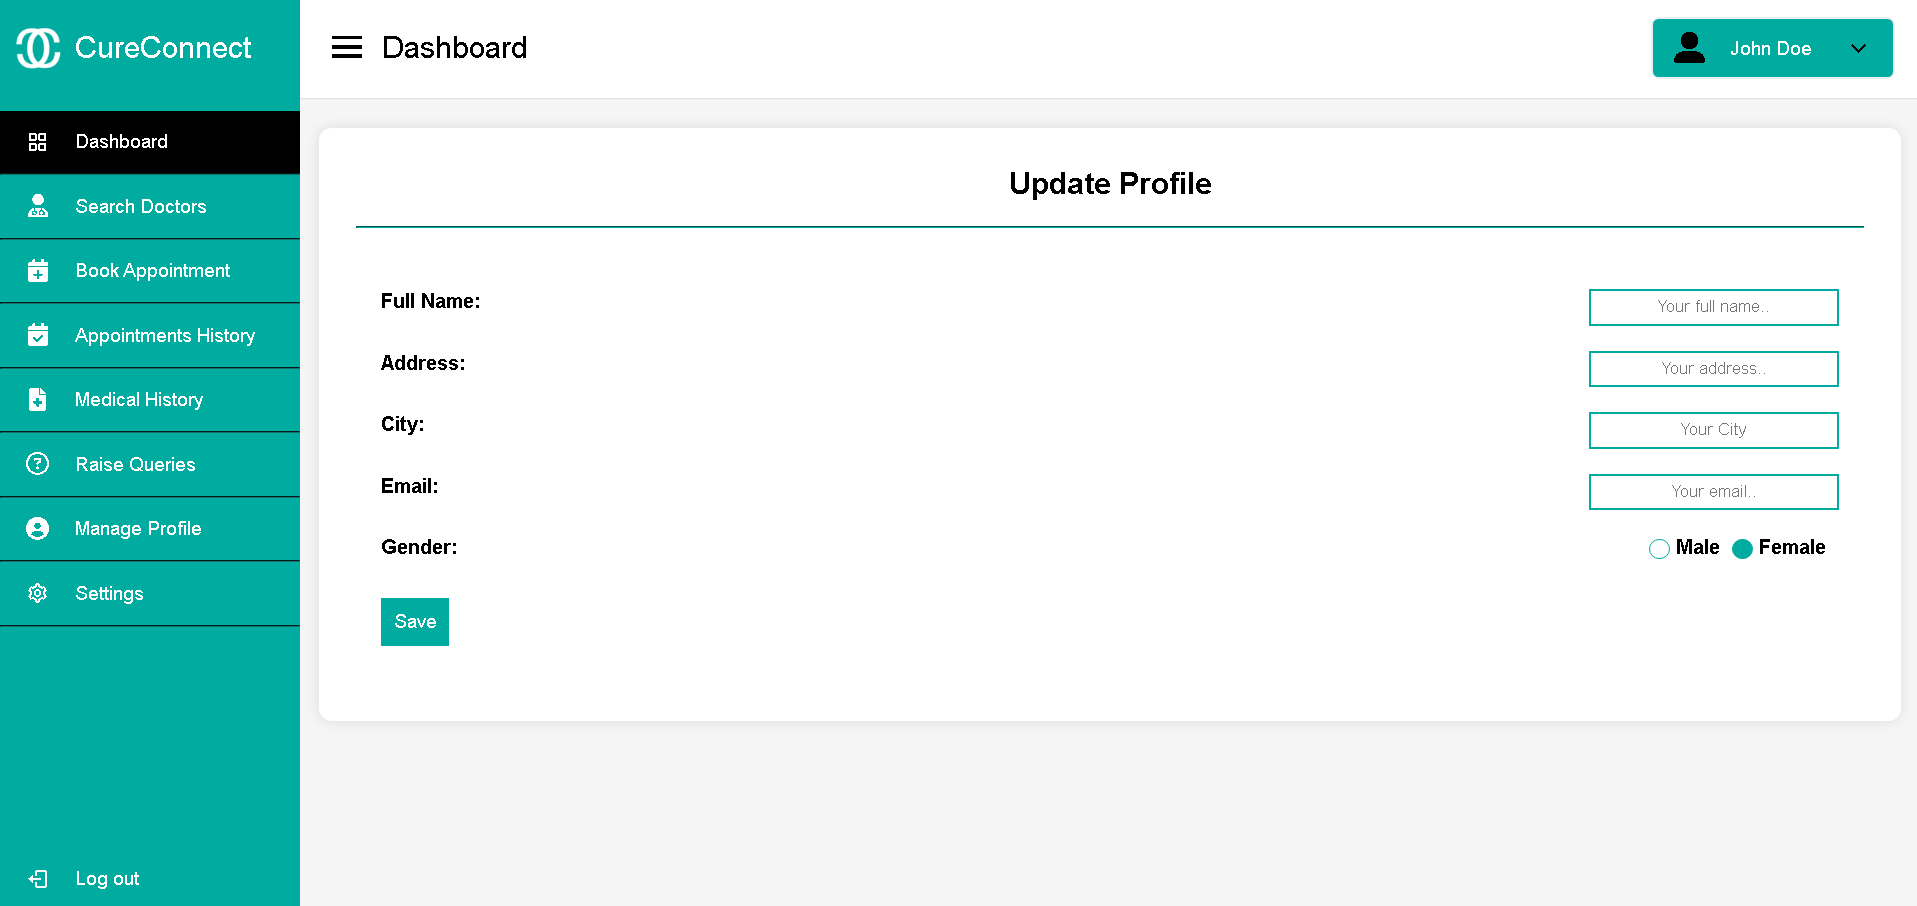 CureConnect
Dashboard
John Doe
Dashboard
Search Doctors
Book Appointment
Appointments History
Medical History
Raise Queries
Manage Profile
Settings
Log out
Update Profile
Full Name:
Your full name..
Address:
Your address..
City:
Your City
Email:
Your email..
Gender:
Male Female
Save